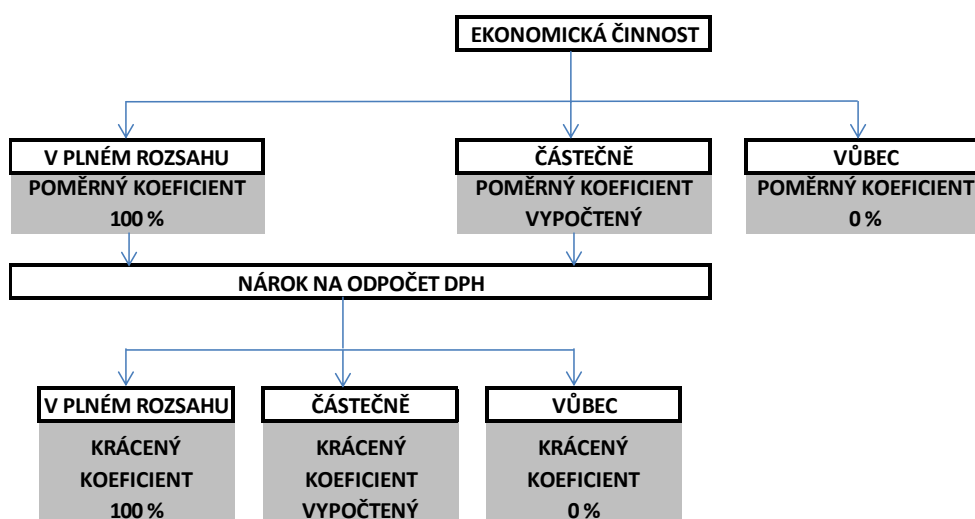 EKONOMICKÁ ČINNOST
V PLNÉM ROZSAHU
POMĚRNÝ KOEFICIENT
100 %
ČÁSTEČNĚ
POMĚRNÝ KOEFICIENT
VYPOČTENÝ
VŮBEC
POMĚRNÝ KOEFICIENT
0 %
NÁROK NA ODPOČET DPH
V PLNÉM ROZSAHU
KRÁCENÝ
KOEFICIENT
100 %
ČÁSTEČNĚ
KRÁCENÝ
KOEFICIENT
VYPOČTENÝ
VŮBEC
KRÁCENÝ
KOEFICIENT
0 %